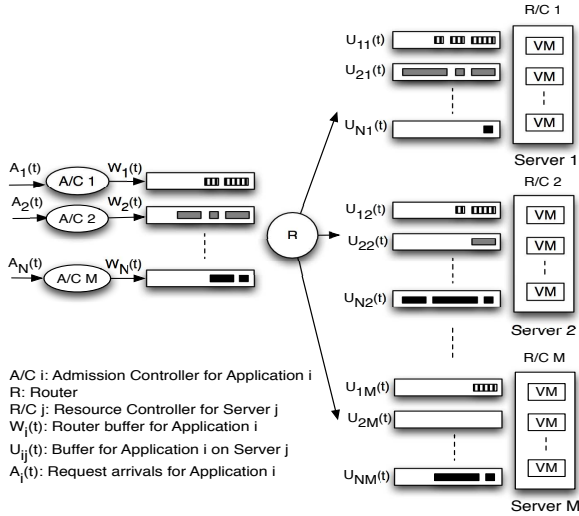 R/C 1
U11(t)
VM
U21(t)
VM
VM
UN1(t)
Server 1
A1(t)
A/C 1
W1(t)
A2(t)
A/C 2
W2(t)
AN(t)
A/C M
WN(t)
R
R/C 2
U12(t)
VM
U22(t)
VM
UN2(t)
VM
Server 2
R/C M
U1M(t)
VM
U2M(t)
VM
VM
UNM(t)
Server M
A/C i: Admission Controller for Application i
R: Router
R/C j: Resource Controller for Server j
Wi(t): Router buffer for Application i
Uij(t): Buffer for Application i on Server j
Ai(t): Request arrivals for Application i